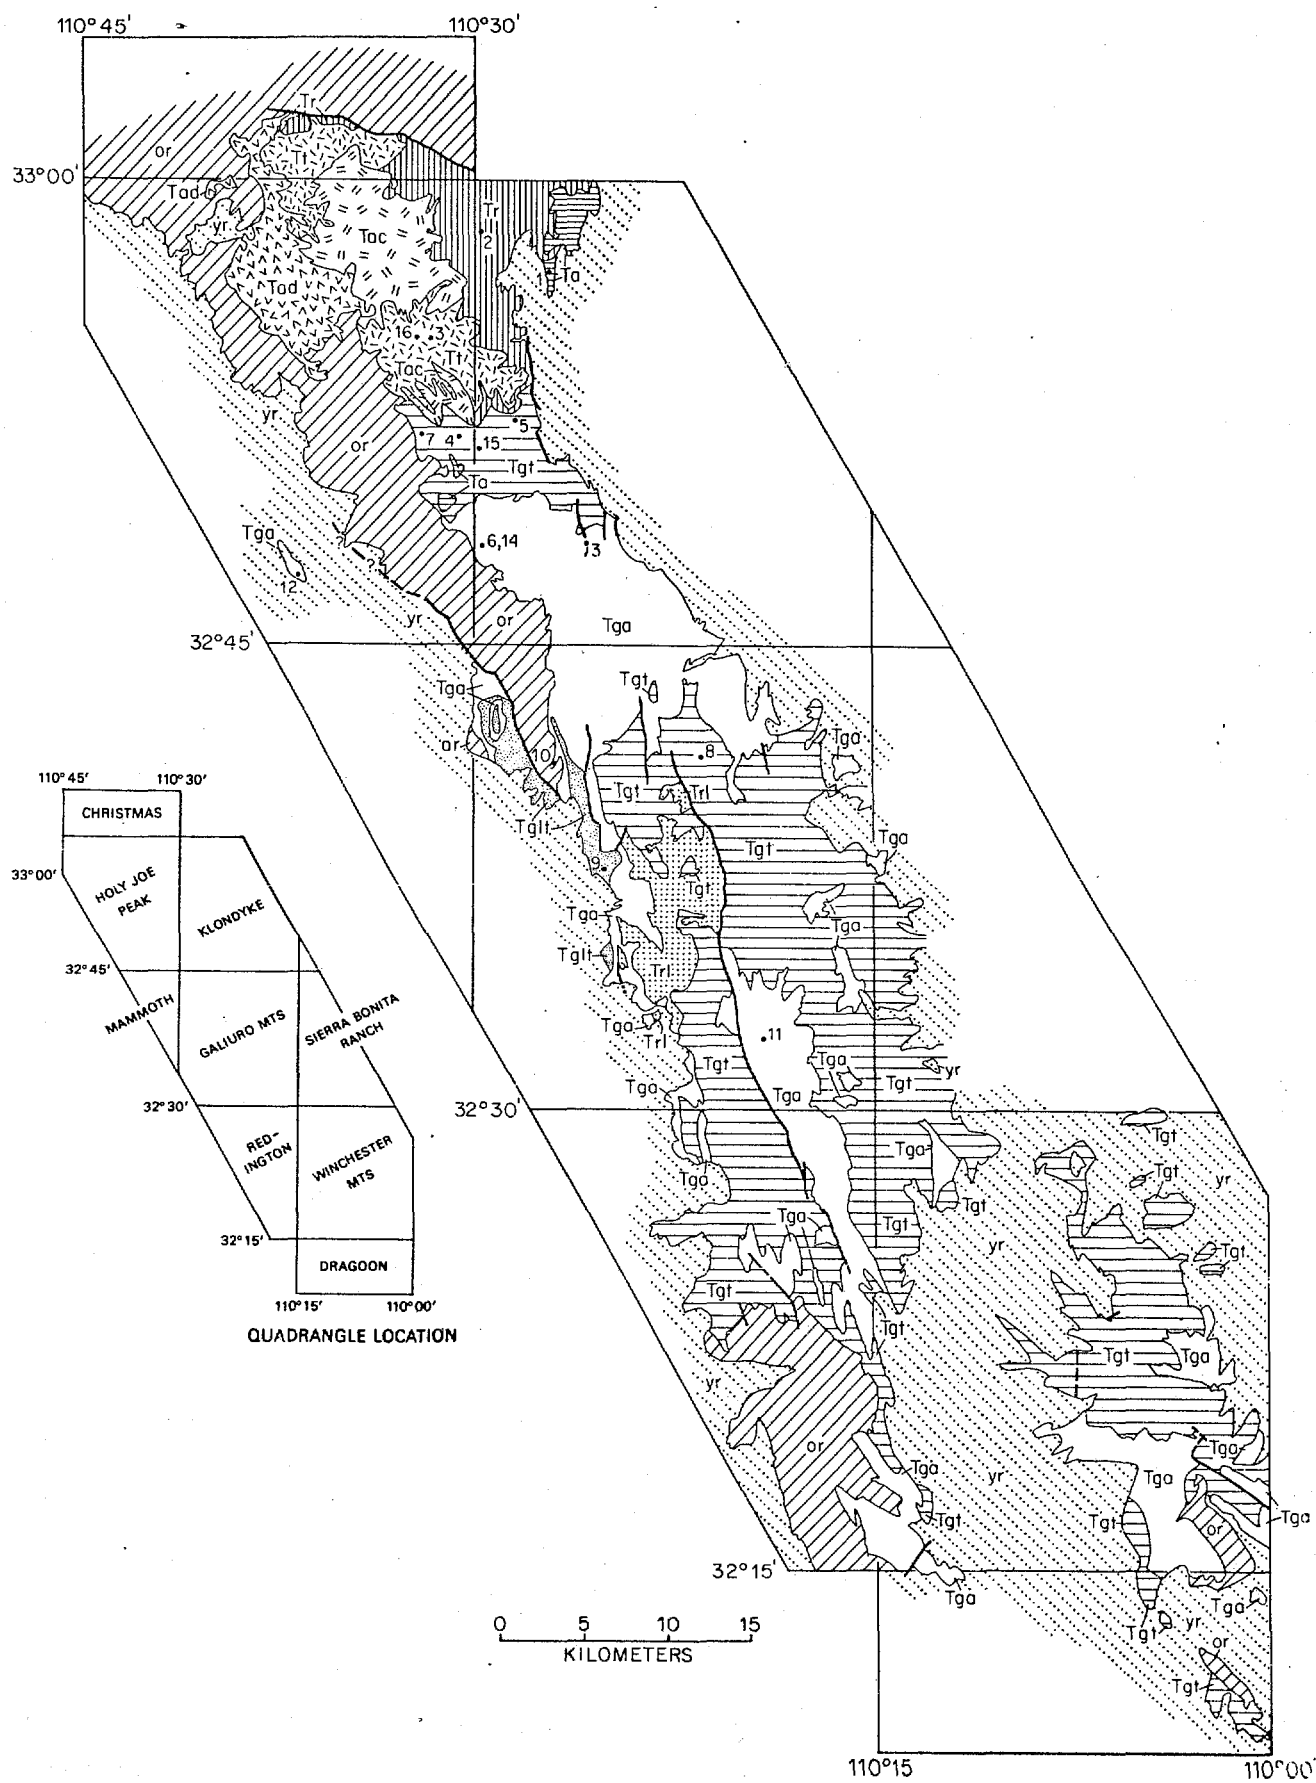 110°45'
110°30'
Tr
or
Tt
33°00'
Tad
yr
Tac
Tr
2
1
Ta
Tad
16
3
Tt
Tac
yr
or
5
7
4
15
Tgt
Ta
Tga
12
?
?
6,14
13
yr
or
Tga
32°45'
Tga
Tgt
or
10
8
Tga
Tgt
Trl
Tglt
Tgt
Tga
9
Tgt
Tga
Tga
Tglt
Trl
Tga
Trl
11
Tgt
Tga
Tgt
yr
Tga
Tga
32°30'
Tgt
Tga
Tga
Tgt
yr
Tgt
Tga
Tgt
yr
Tgt
Tgt
Tgt
Tgt
Tga
yr
or
Tga
Tga
yr
Tga
Tgt
Tgt
or
Tga
32°15'
Tga
Tga
Tgt
yr
or
Tgt
0 5 10 15
KILOMETERS
110°15
110°00'
110°45'
110°30'
CHRISTMAS
33°00'
HOLY JOE
PEAK
KLONDYKE
32°45'
MAMMOTH
GALIURO MTS
SIERRA BONITA
RANCH
32°30'
RED-
INGTON
WINCHESTER
MTS
32°15'
DRAGOON
110°15'
110°00'
QUADRANGLE LOCATION